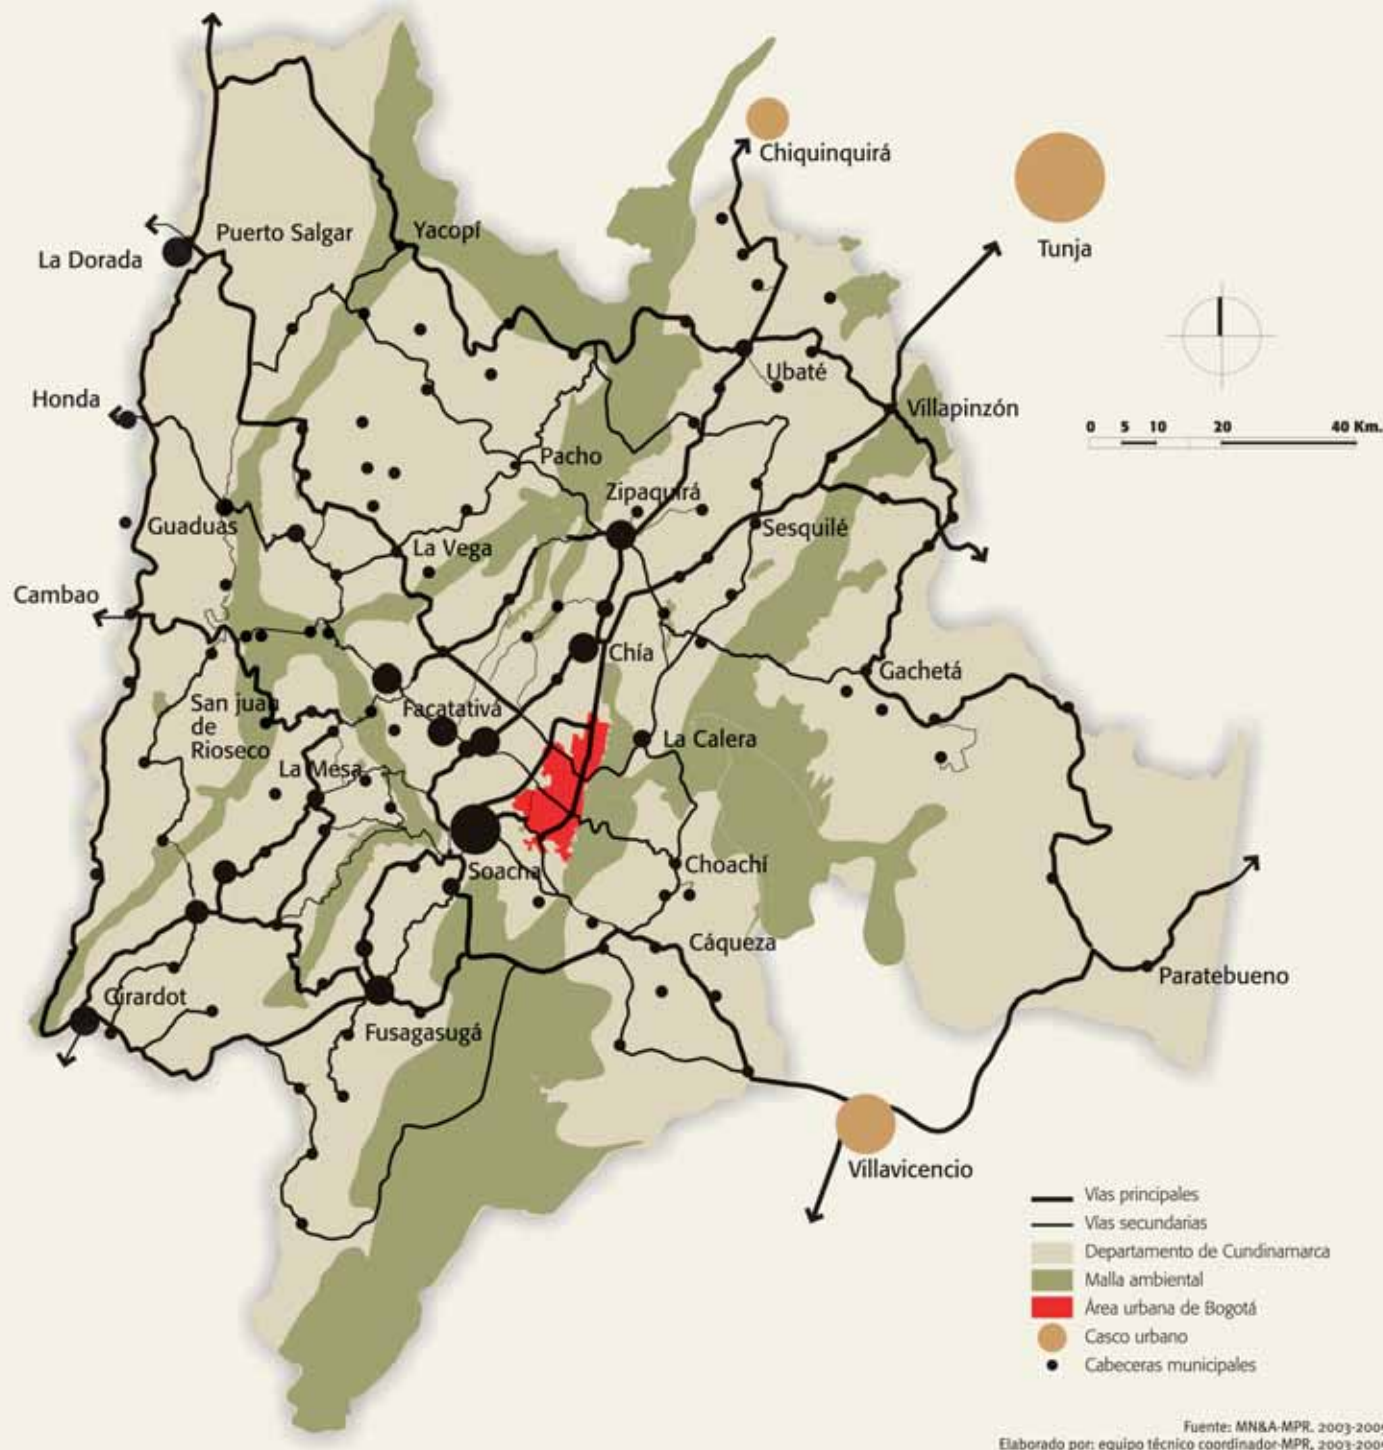 Chiquinquirá
Tunja
Puerto Salgar
Yacopí
La Dorada
Ubaté
Honda
Villapinzón
0 5 10 20 40 Km.
Pacho
Zipaquirá
Guaduas
Sesquilé
La Vega
Cambao
Chía
Gachetá
San juan
de
Rioseco
Facatativá
La Calera
La Mesa
Soacha
Choachí
Cáqueza
Paratebueno
Girardot
Fusagasugá
Villavicencio
Vías principales
Vías secundarias
Departamento de Cundinamarca
Malla ambiental
Área urbana de Bogotá
Casco urbano
Cabeceras municipales
Fuente: MN&A-MPR. 2003-2005
Elaborado por: equipo técnico coordinador-MPR. 2003-2005